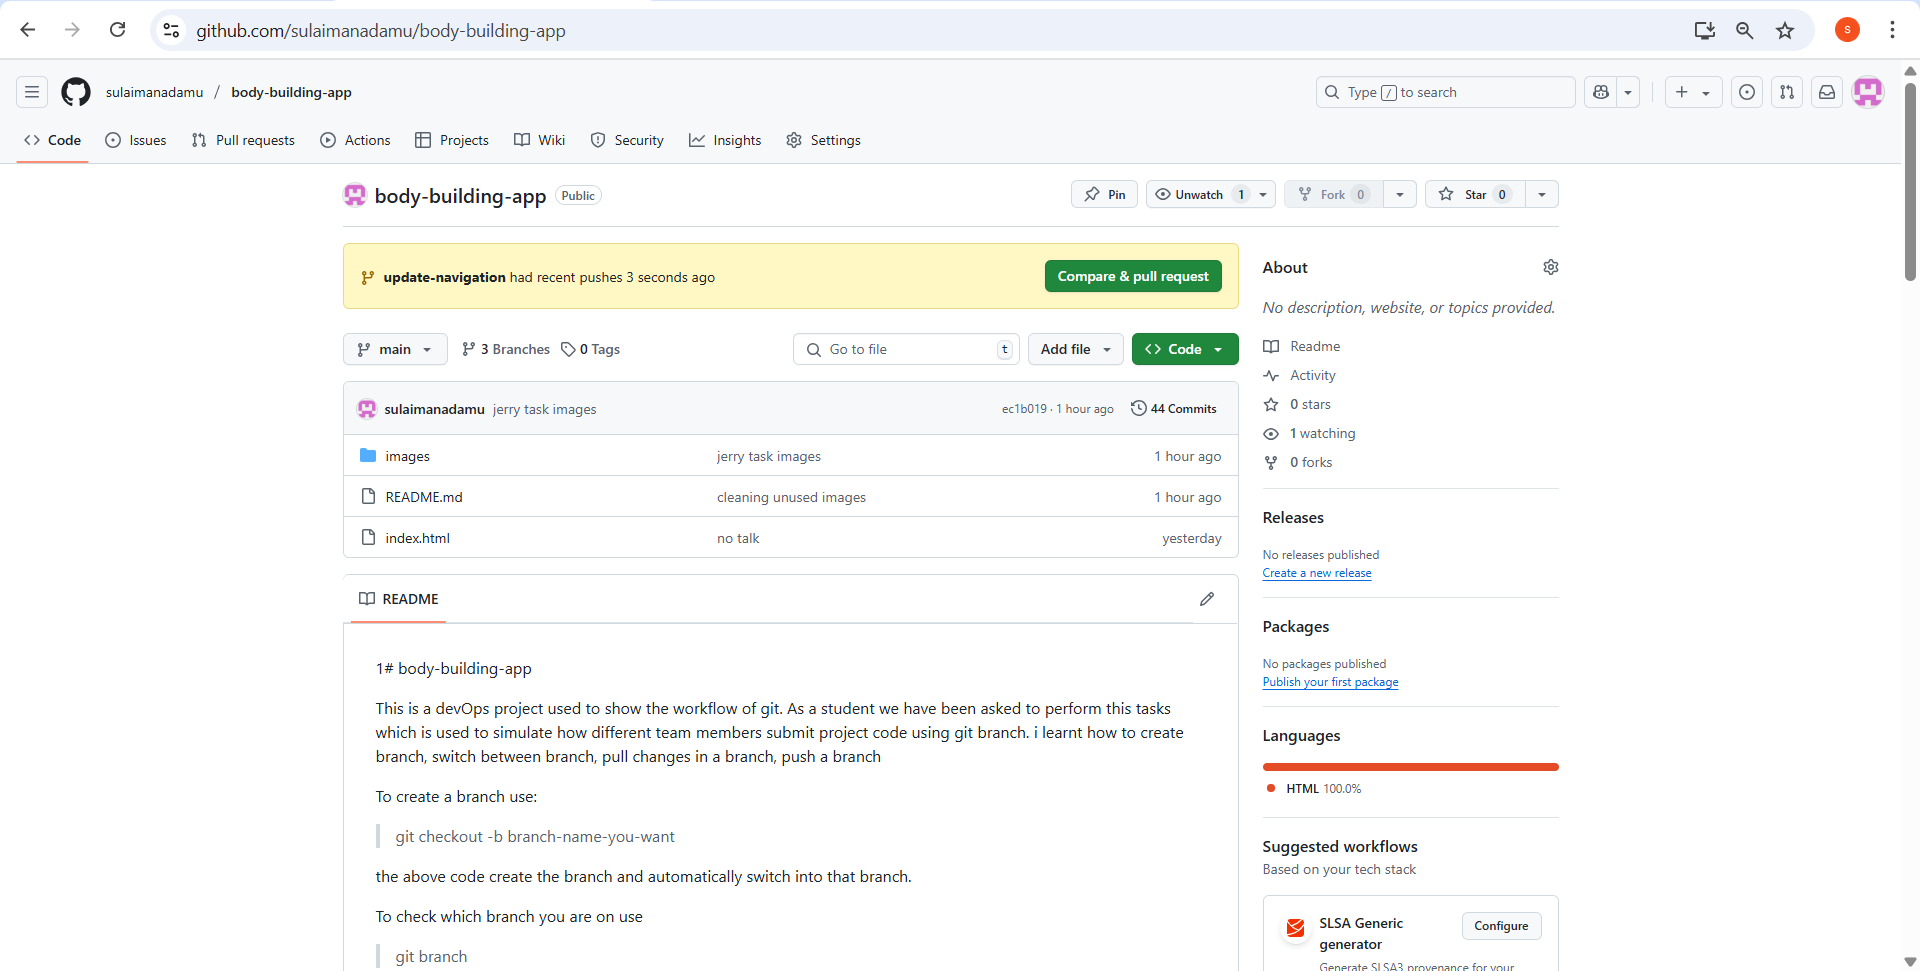 github.com/sulaimanadamu/body-building-app
S
sulaimanadamu / body-building-app
Type / to search
Code Issues Pull requests Actions Projects Wiki Security Insights Settings
body-building-app Public
Pin Unwatch 1 Fork 0 Star 0
update-navigation had recent pushes 3 seconds ago
Compare & pull request
main 3 Branches 0 Tags
Go to file t Add file Code
sulaimanadamu jerry task images ec1b019 · 1 hour ago 44 Commits
images jerry task images 1 hour ago
README.md cleaning unused images 1 hour ago
index.html no talk yesterday
README
1# body-building-app
This is a devOps project used to show the workflow of git. As a student we have been asked to perform this tasks
which is used to simulate how different team members submit project code using git branch. i learnt how to create
branch, switch between branch, pull changes in a branch, push a branch
To create a branch use:
git checkout -b branch-name-you-want
the above code create the branch and automatically switch into that branch.
To check which branch you are on use
git branch
About
No description, website, or topics provided.
Readme
Activity
0 stars
1 watching
0 forks
Releases
No releases published
Create a new release
Packages
No packages published
Publish your first package
Languages
HTML 100.0%
Suggested workflows
Based on your tech stack
SLSA Generic
generator
Configure
Generate SLSA3 provenance for your